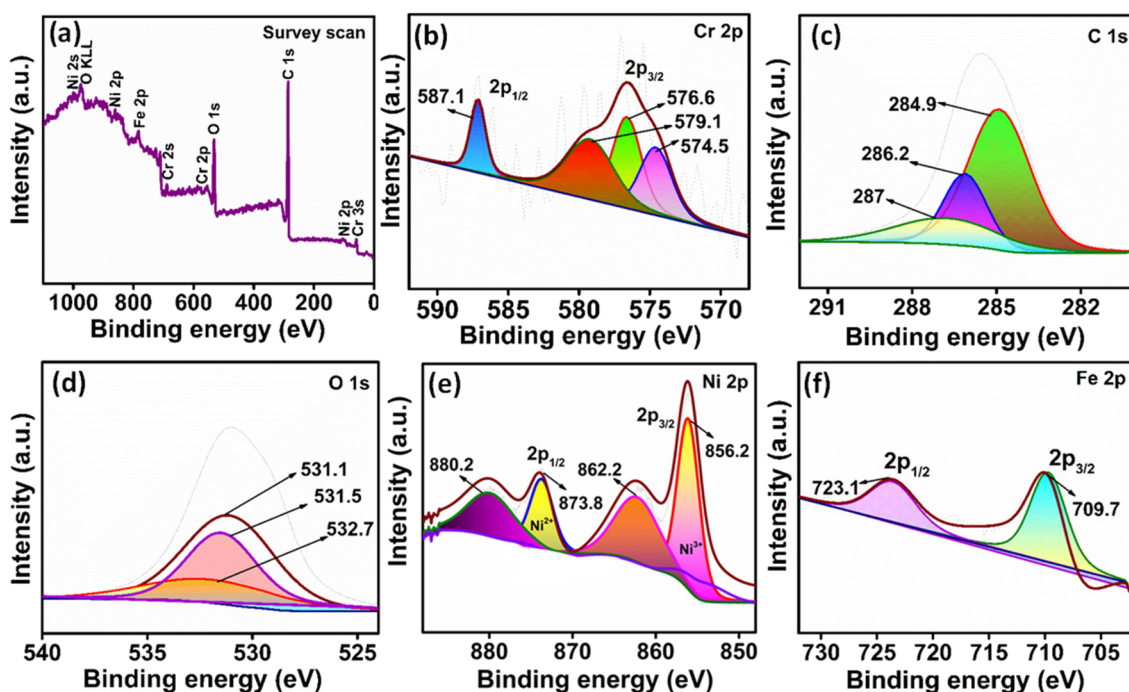 (a)
Survey scan
Ni 2s
O KLL
Ni 2p
Fe 2p
Cr 2s
Cr 2p
O 1s
C 1s
Ni 2p
Cr 3s
Intensity (a.u.)
1000 800 600 400 200 0
Binding energy (eV)
(b)
Cr 2p
2p3/2
2p1/2
587.1
576.6
579.1
574.5
Intensity (a.u.)
590 585 580 575 570
Binding energy (eV)
(c)
C 1s
284.9
286.2
287
Intensity (a.u.)
291 288 285 282
Binding energy (eV)
(d)
O 1s
531.1
531.5
532.7
Intensity (a.u.)
540 535 530 525
Binding energy (eV)
(e)
Ni 2p
2p3/2
856.2
2p1/2
862.2
880.2
873.8
Ni2+
Ni3+
Intensity (a.u.)
880 870 860 850
Binding energy (eV)
(f)
Fe 2p
2p1/2
2p3/2
723.1
709.7
Intensity (a.u.)
730 720 710 702
Binding energy (eV)